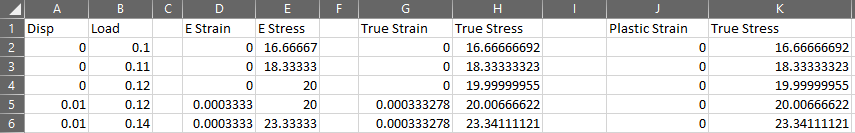 A B C D E F G H I J K
1 Disp Load E Strain E Stress True Strain True Stress Plastic Strain True Stress
2 0 0.1 0 16.66667 0 16.66666692 0 16.66666692
3 0 0.11 0 18.33333 0 18.33333323 0 18.33333323
4 0 0.12 0 20 0 19.99999955 0 19.99999955
5 0.01 0.12 0.0003333 20 0.000333278 20.00666622 0 20.00666622
6 0.01 0.14 0.0003333 23.33333 0.000333278 23.34111121 0 23.34111121